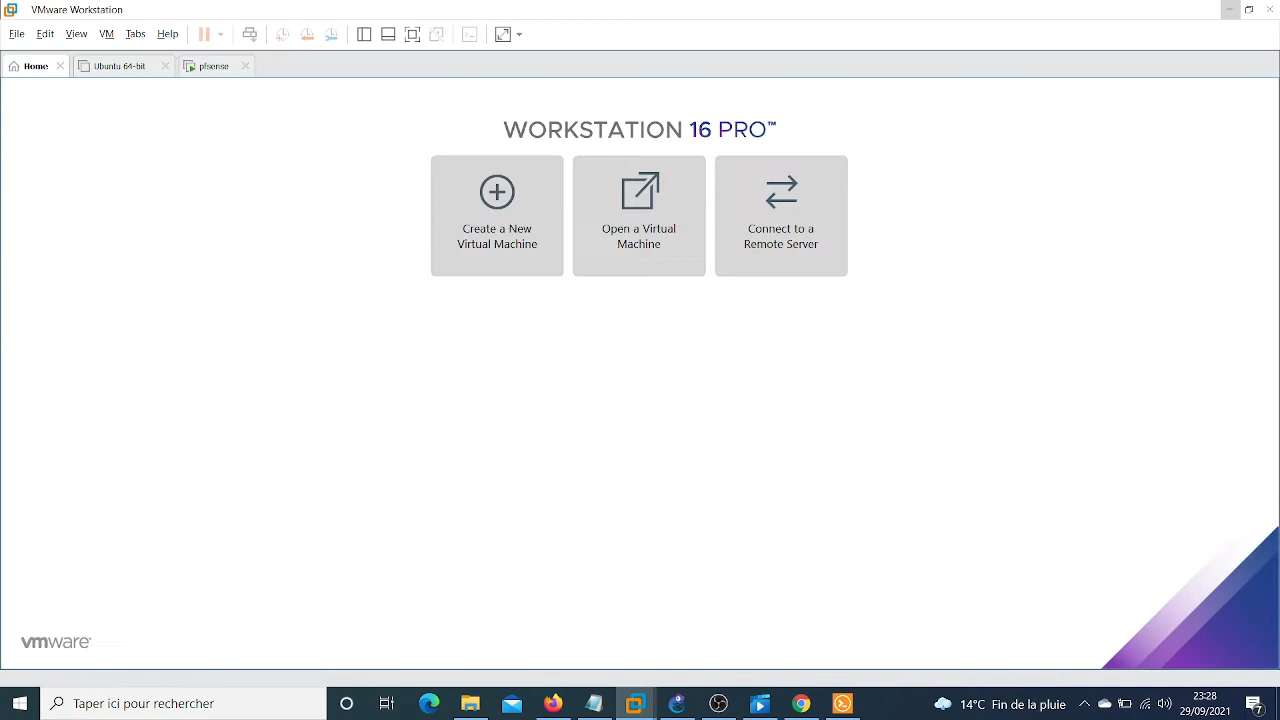 VMware Workstation
File Edit View VM Tabs Help
Home Ubuntu 64-bit pfsense
WORKSTATION 16 PRO™
Create a New
Virtual Machine
Open a Virtual
Machine
Connect to a
Remote Server
vmware®
Taper ici pour rechercher
14°C Fin de la pluie
23:28
29/09/2021
7